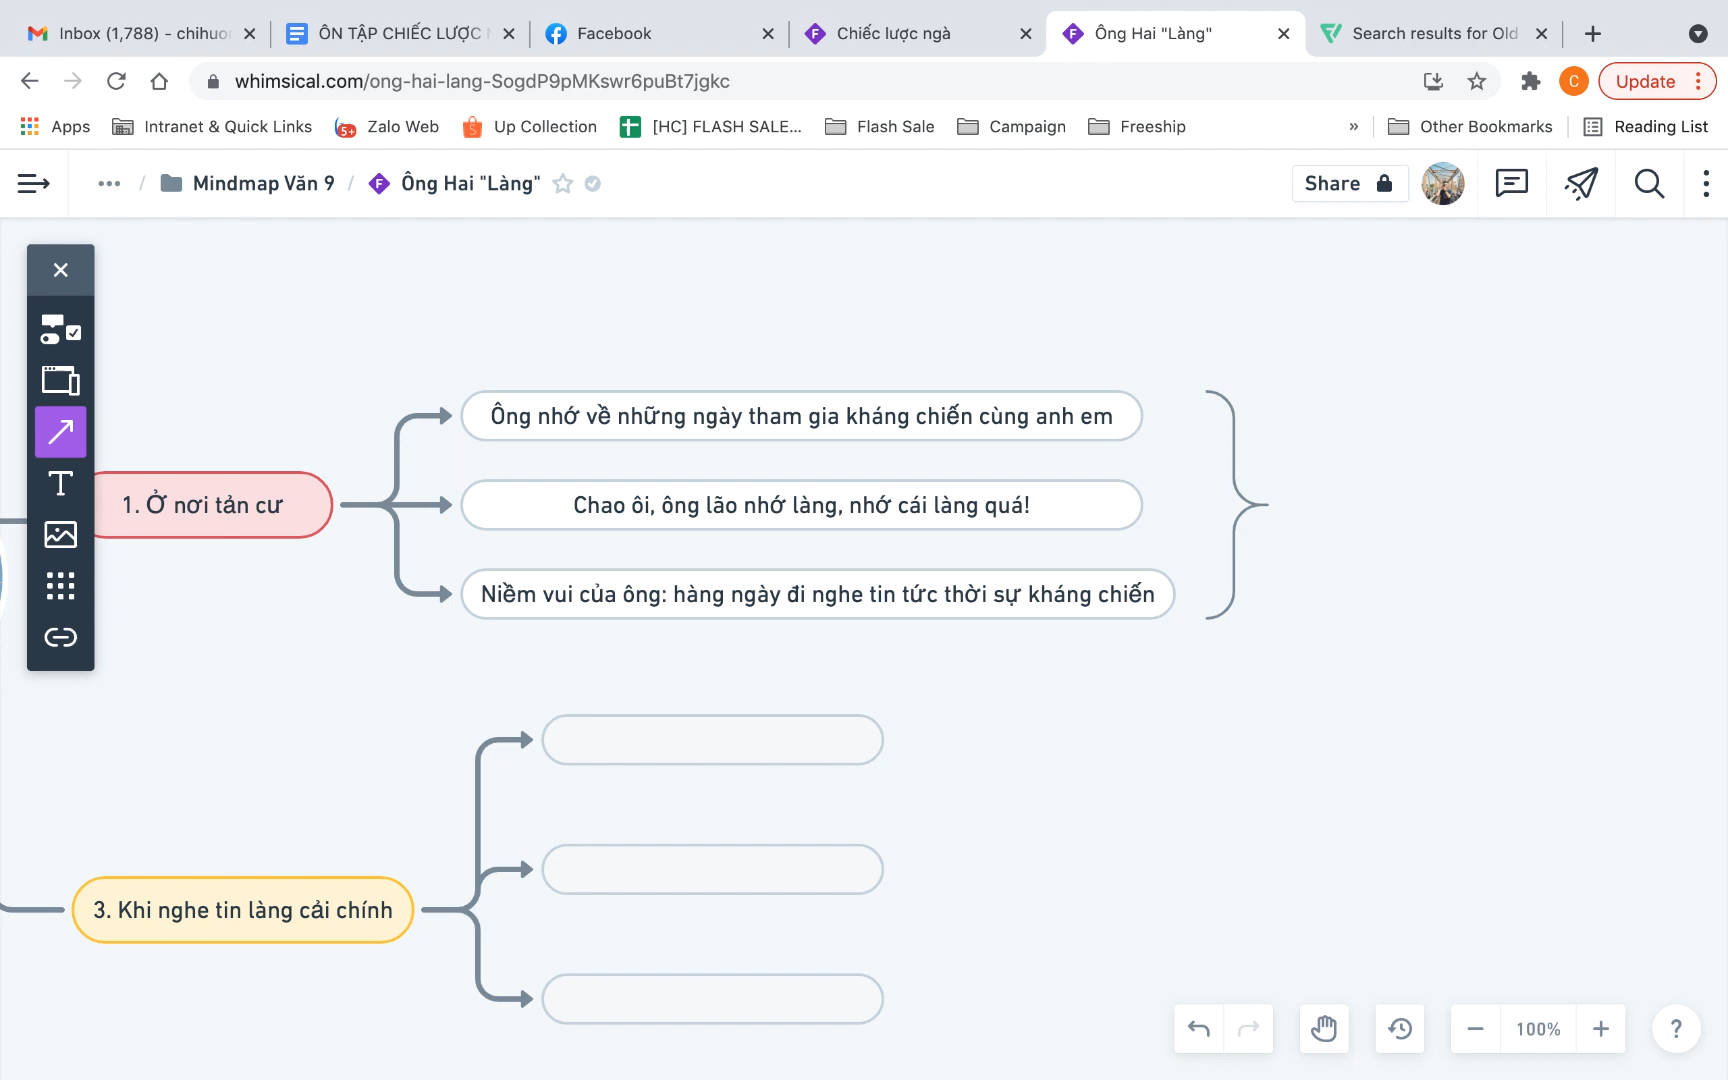 Inbox (1,788) - chihuo
ÔN TẬP CHIẾC LƯỢC
Facebook
Chiếc lược ngà
Ông Hai "Làng"
Search results for Old
whimsical.com/ong-hai-lang-SogdP9pMKswr6puBt7jgkc
C
Update
Apps
Intranet & Quick Links
5+
Zalo Web
Up Collection
[HC] FLASH SALE...
Flash Sale
Campaign
Freeship
»
Other Bookmarks
Reading List
... / Mindmap Văn 9 / Ông Hai "Làng"
Share
T
Ông nhớ về những ngày tham gia kháng chiến cùng anh em
1. Ở nơi tản cư
Chao ôi, ông lão nhớ làng, nhớ cái làng quá!
Niềm vui của ông: hàng ngày đi nghe tin tức thời sự kháng chiến
3. Khi nghe tin làng cải chính
100%
?